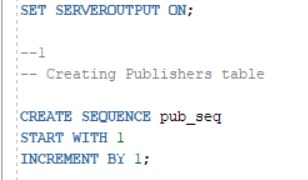 SET SERVEROUTPUT ON;
--1
-- Creating Publishers table
CREATE SEQUENCE pub_seq
START WITH 1
INCREMENT BY 1;